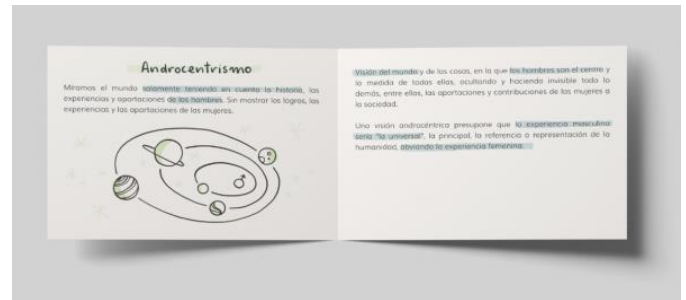 Androcentrismo
Miramos el mundo solamente teniendo en cuenta la historia, las
experiencias y aportaciones de los hombres. Sin mostrar los logros, las
experiencias y las aportaciones de las mujeres.
Visión del mundo y de las cosas, en la que los hombres son el centro y
la medida de todas ellas, ocultando y haciendo invisible todo lo
demás, entre ellas, las aportaciones y contribuciones de las mujeres a
la sociedad.
Una visión androcéntrica presupone que la experiencia masculina
sería "la universal", la principal, la referencia o representación de la
humanidad, obviando la experiencia femenina.